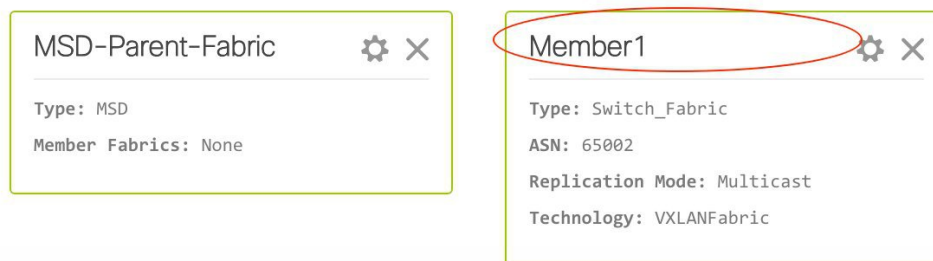 MSD-Parent-Fabric
Type: MSD
Member Fabrics: None
Member1
Type: Switch_Fabric
ASN: 65002
Replication Mode: Multicast
Technology: VXLANFabric